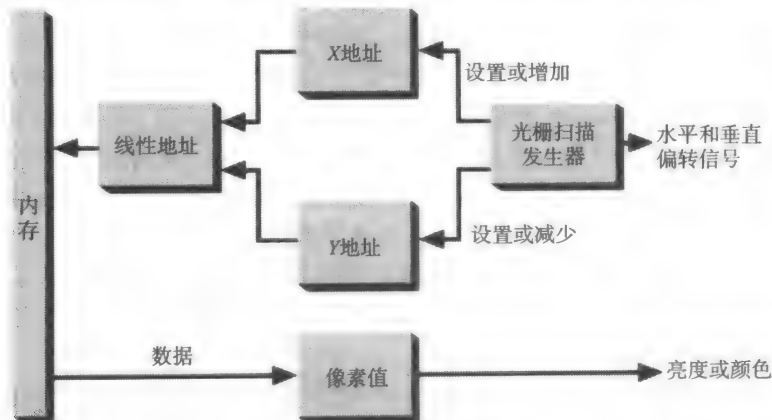 X地址
设置或增加
线性地址
光栅扫描
发生器
水平和垂直
偏转信号
内
存
Y地址
设置或减少
数据
像素值
亮度或颜色